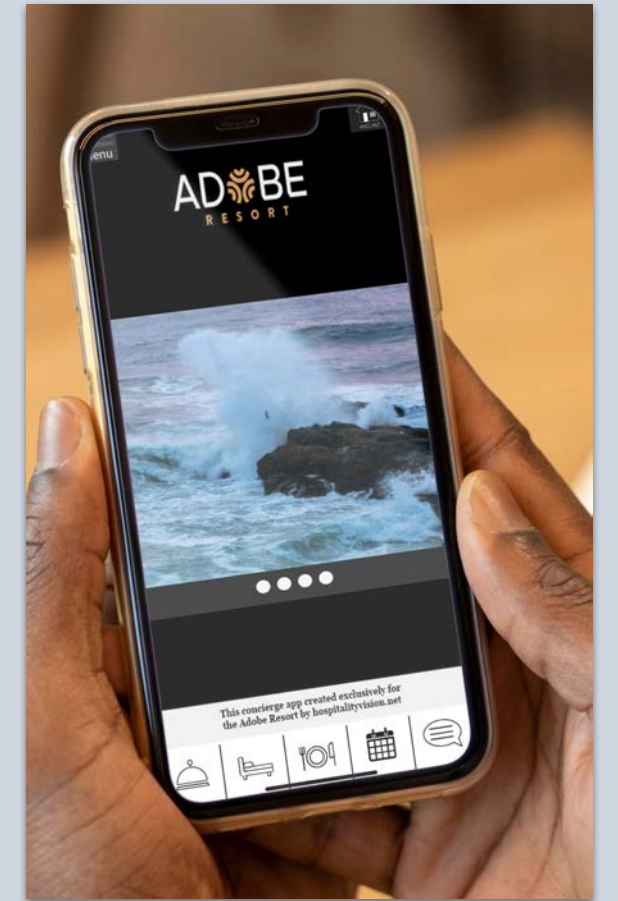 enu
ADOBE
RESORT
This concierge app created exclusively for
the Adobe Resort by hospitalityvision.net